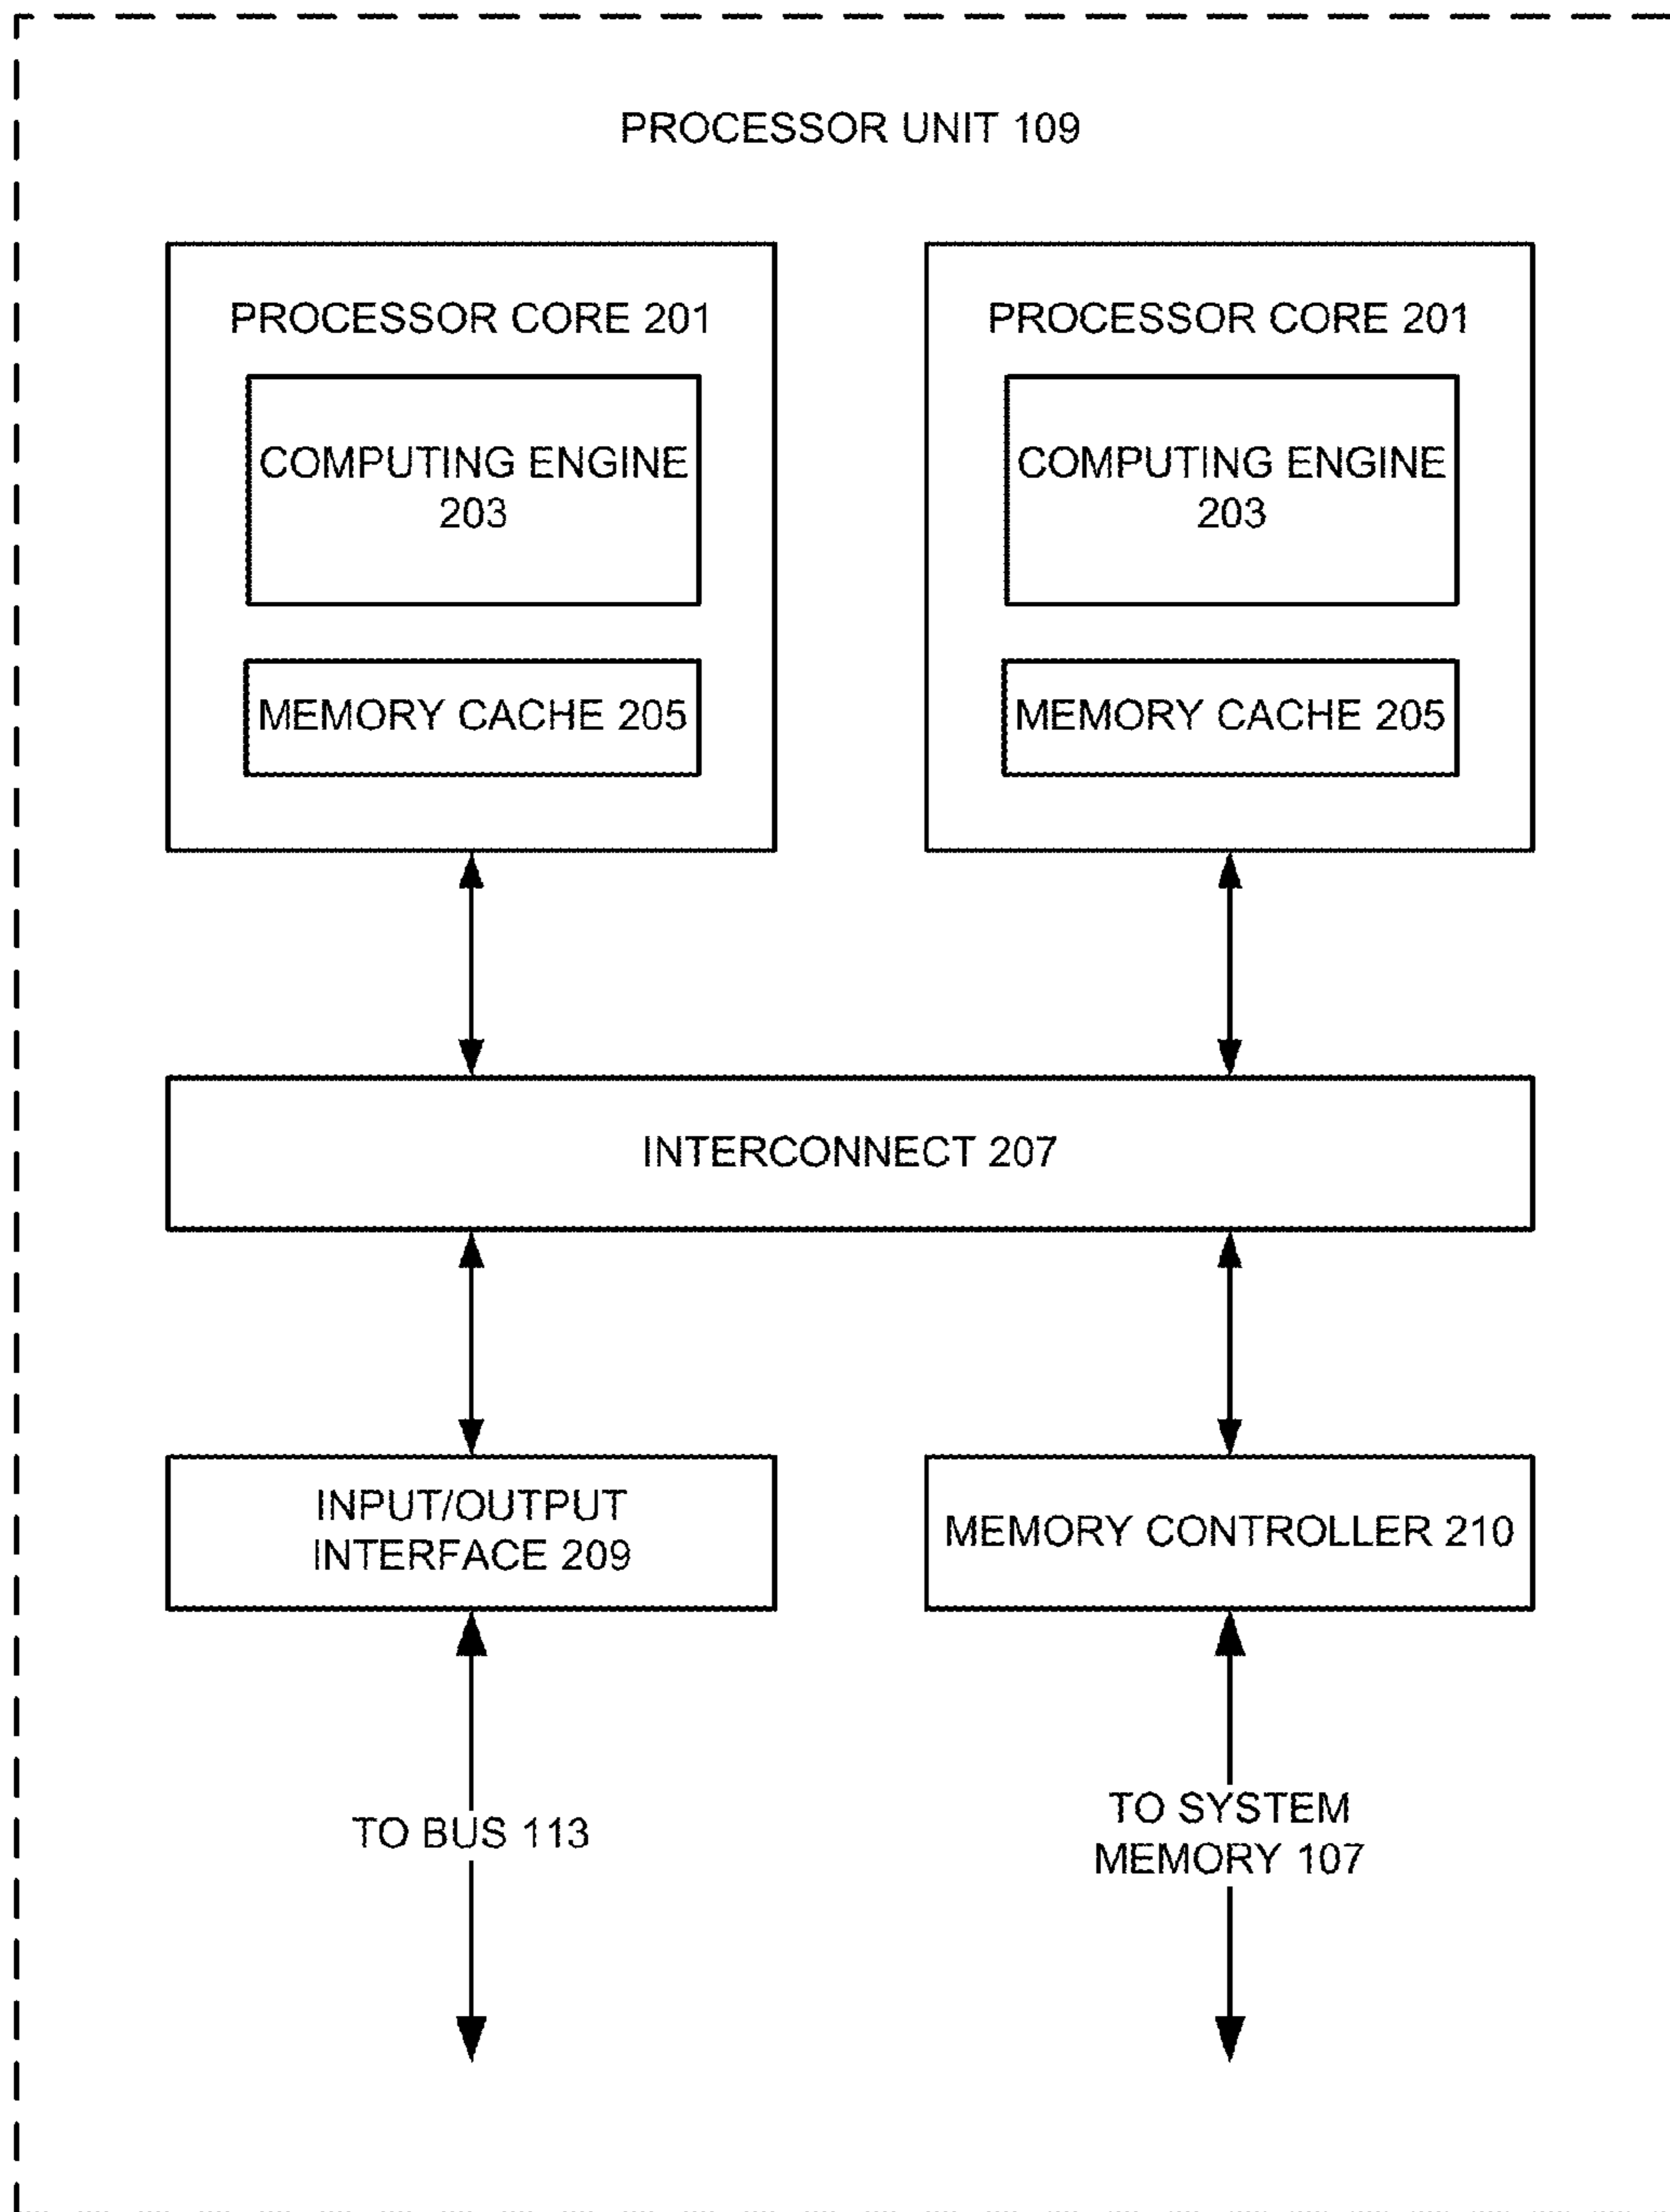 PROCESSOR UNIT 109
PROCESSOR CORE 201
COMPUTING ENGINE
203
MEMORY CACHE 205
PROCESSOR CORE 201
COMPUTING ENGINE
203
MEMORY CACHE 205
INTERCONNECT 207
INPUT/OUTPUT
INTERFACE 209
MEMORY CONTROLLER 210
TO BUS 113
TO SYSTEM
MEMORY 107